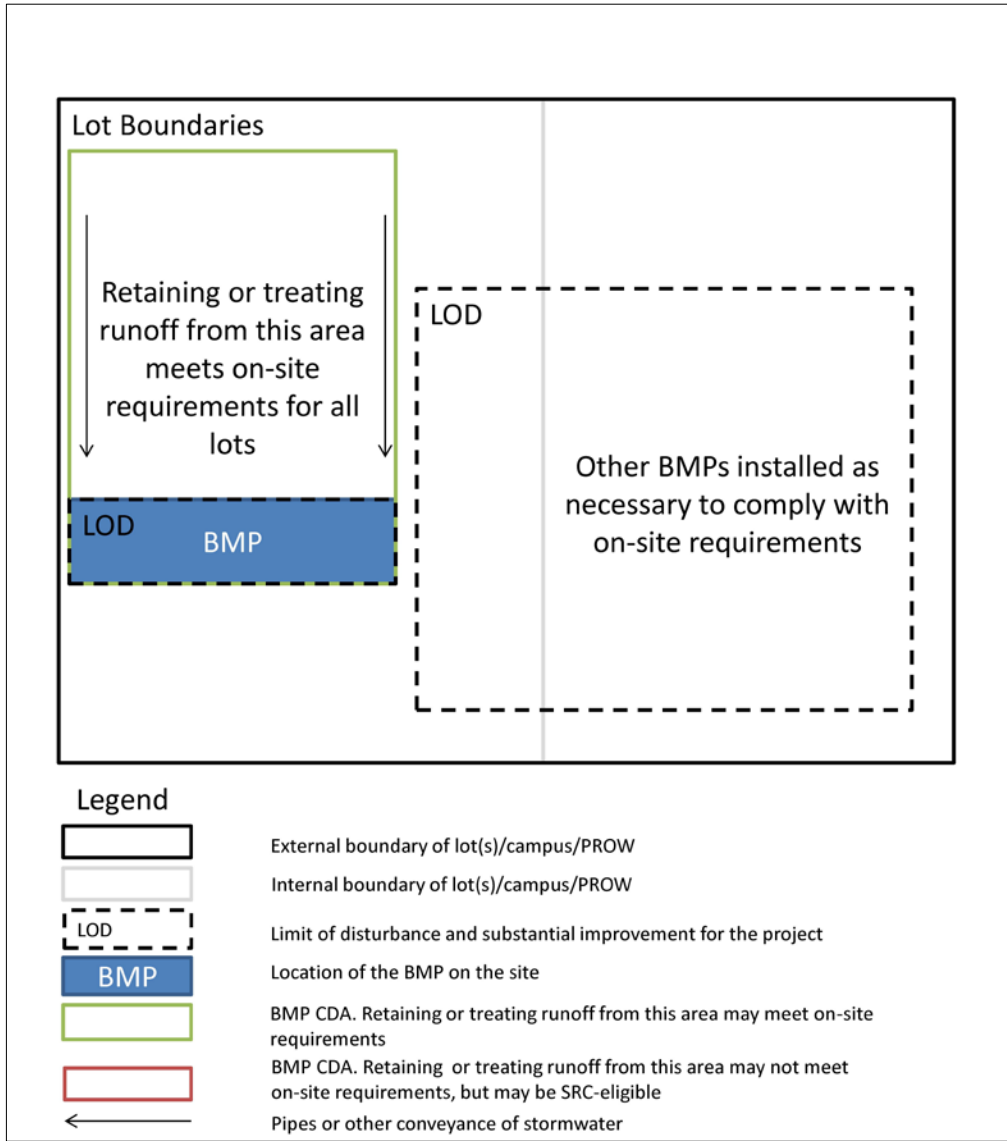 Lot Boundaries
Retaining or treating
runoff from this area
meets on-site
requirements for all
lots
LOD
BMP
LOD
Other BMPs installed as
necessary to comply with
on-site requirements
Legend
External boundary of lot(s)/campus/PROW
Internal boundary of lot(s)/campus/PROW
LOD
Limit of disturbance and substantial improvement for the project
BMP
Location of the BMP on the site
BMP CDA. Retaining or treating runoff from this area may meet on-site
requirements
BMP CDA. Retaining or treating runoff from this area may not meet
on-site requirements, but may be SRC-eligible
Pipes or other conveyance of stormwater